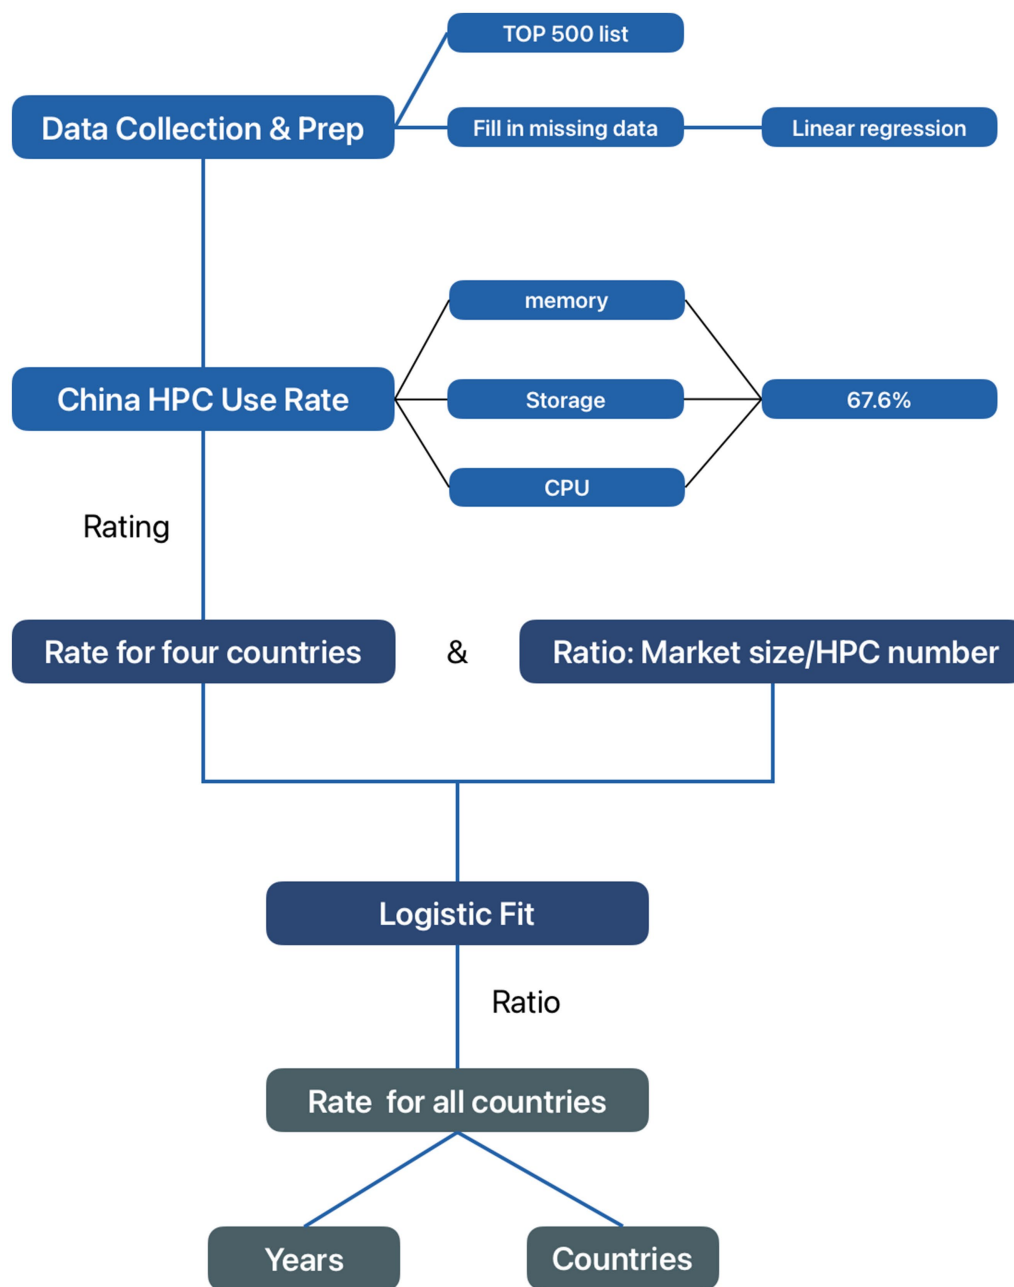 TOP 500 list
Data Collection & Prep
Fill in missing data
Linear regression
memory
China HPC Use Rate
Storage
67.6%
CPU
Rating
Rate for four countries
&
Ratio: Market size/HPC number
Logistic Fit
Ratio
Rate for all countries
Years
Countries